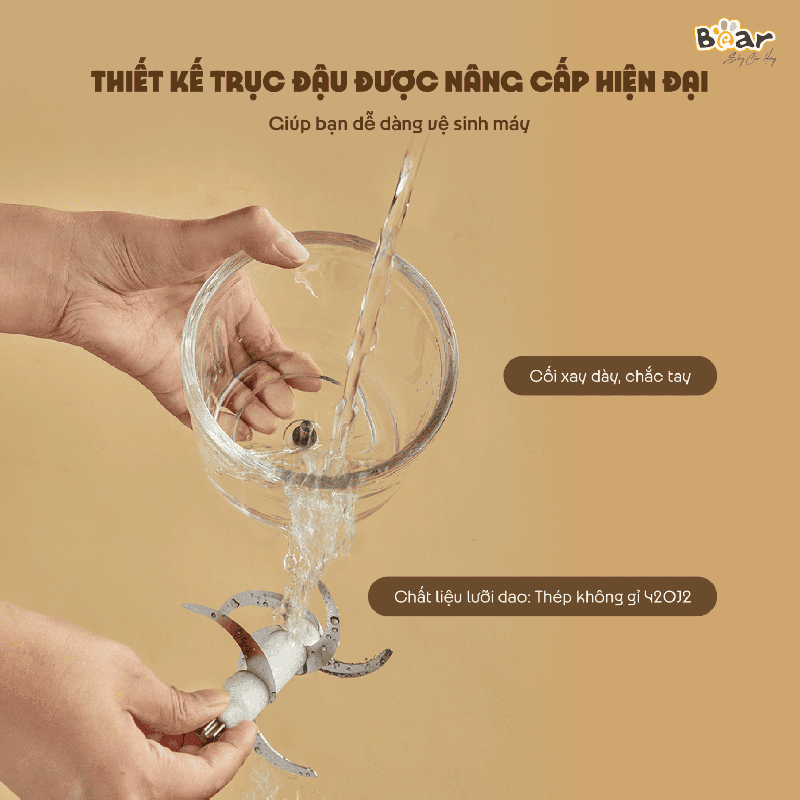 Bear
THIẾT KẾ TRỤC ĐẬU ĐƯỢC NÂNG CẤP HIỆN ĐẠI
Giúp bạn dễ dàng vệ sinh máy
Cối xay dày, chắc tay
Chất liệu lưỡi dao: Thép không gỉ 420J2